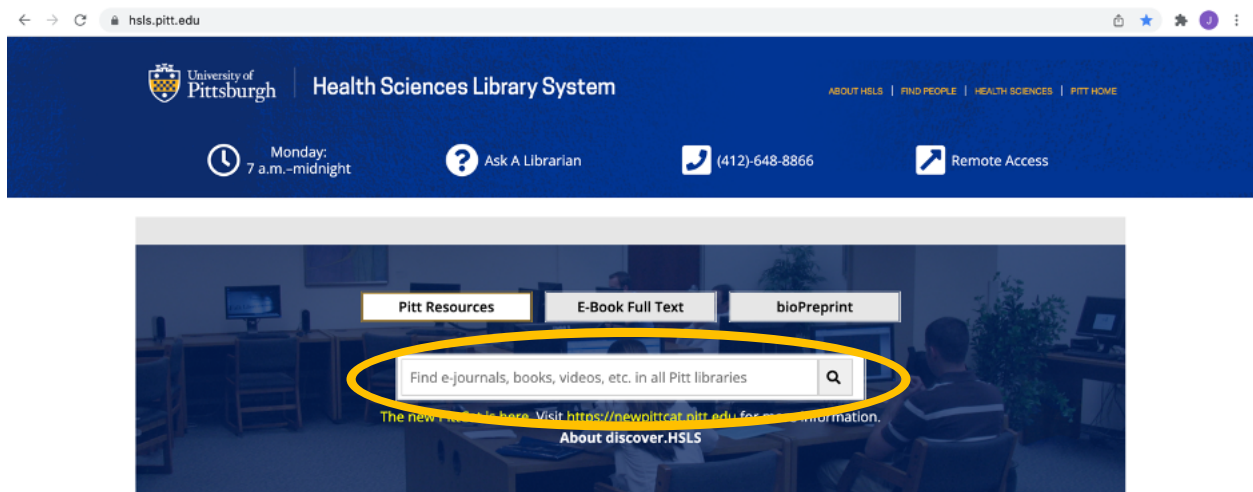 hsls.pitt.edu
J
University of
Pittsburgh
Health Sciences Library System
ABOUT HSLS | FIND PEOPLE | HEALTH SCIENCES | PITT HOME
Monday:
7 a.m.–midnight
Ask A Librarian
(412)-648-8866
Remote Access
Pitt Resources
E-Book Full Text
bioPreprint
Find e-journals, books, videos, etc. in all Pitt libraries
The new PittCat is here. Visit https://newpittcat.pitt.edu for more information.
About discover.HSLS